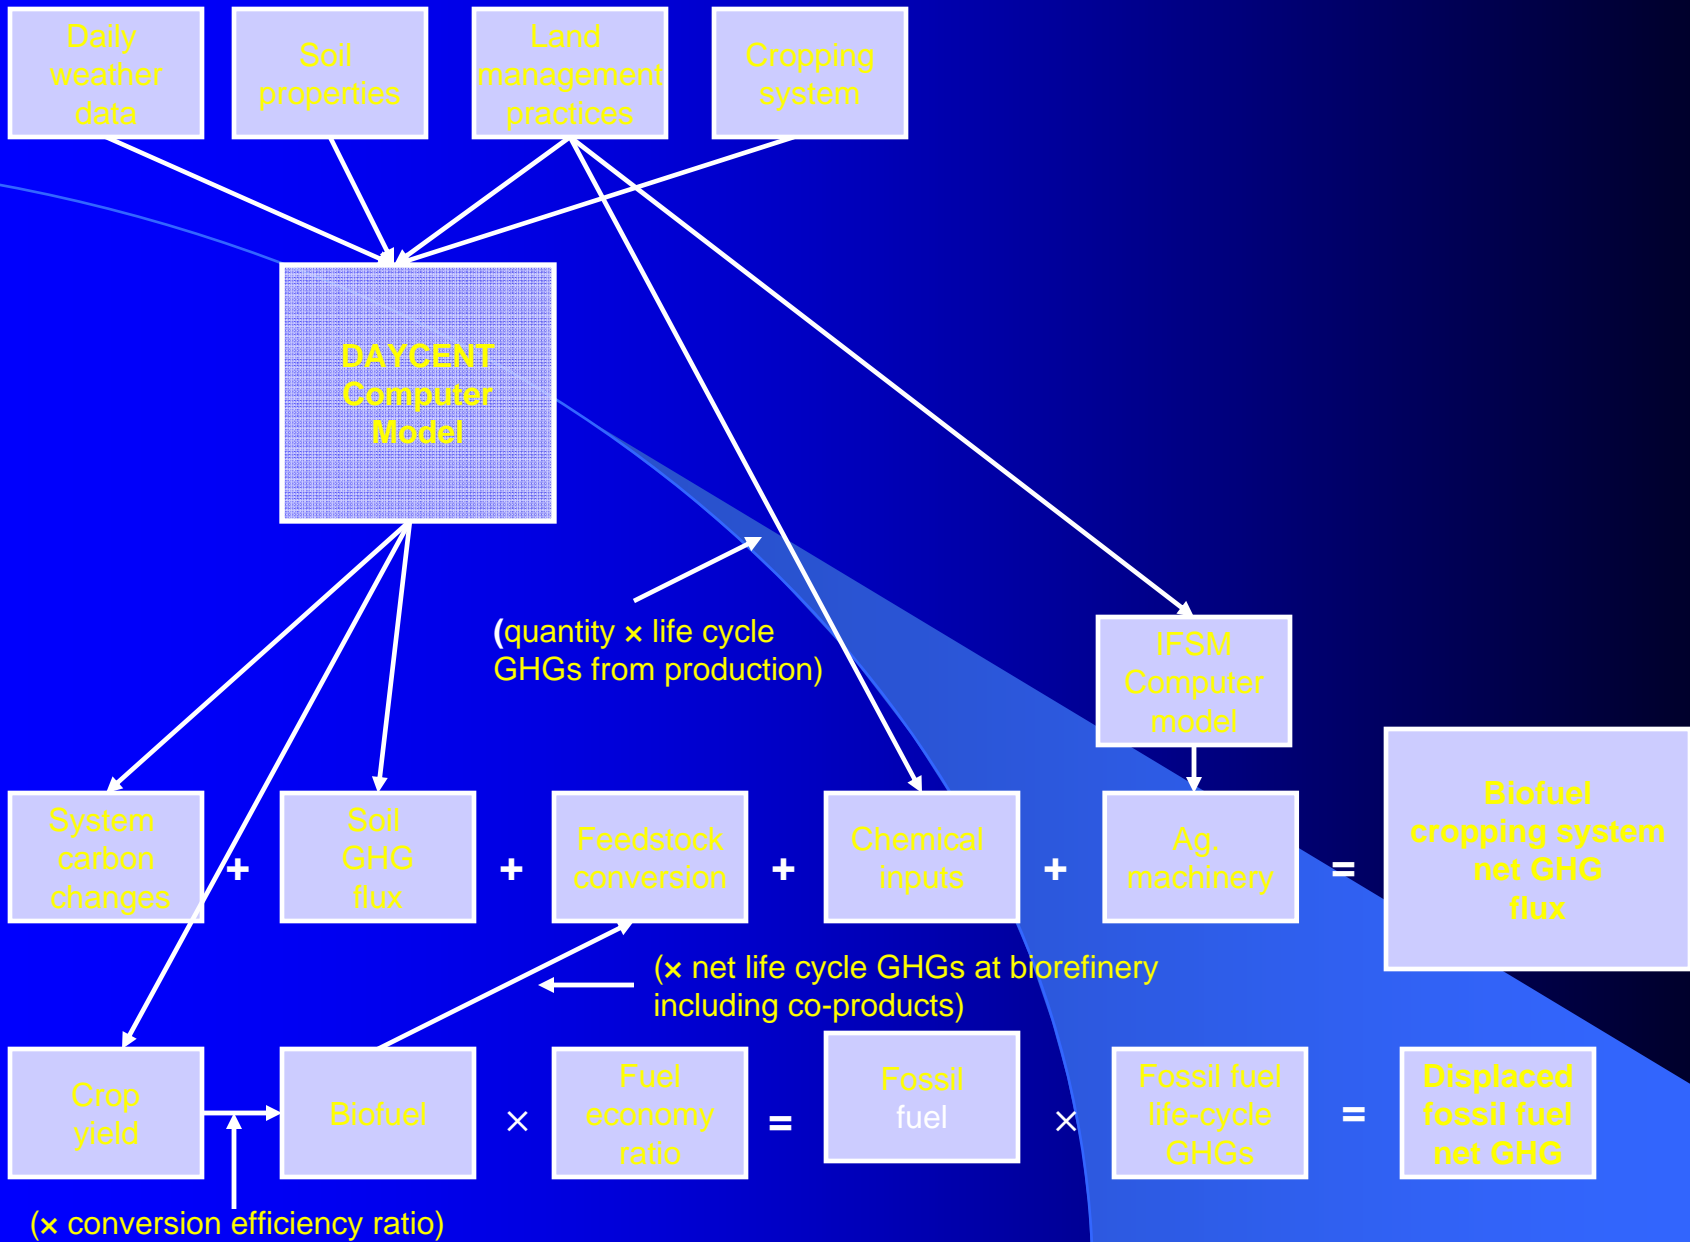 Daily
weather
data
Soil
properties
Land
management
practices
Cropping
system
DAYCENT
Computer
Model
(quantity × life cycle
GHGs from production)
IFSM
Computer
model
System
carbon
changes
+
Soil
GHG
flux
+
Feedstock
conversion
+
Chemical
inputs
+
Ag.
machinery
=
Biofuel
cropping system
net GHG
flux
(× net life cycle GHGs at biorefinery
including co-products)
Crop
yield
Biofuel
×
Fuel
economy
ratio
=
Fossil
fuel
×
Fossil fuel
life-cycle
GHGs
=
Displaced
fossil fuel
net GHG
(× conversion efficiency ratio)